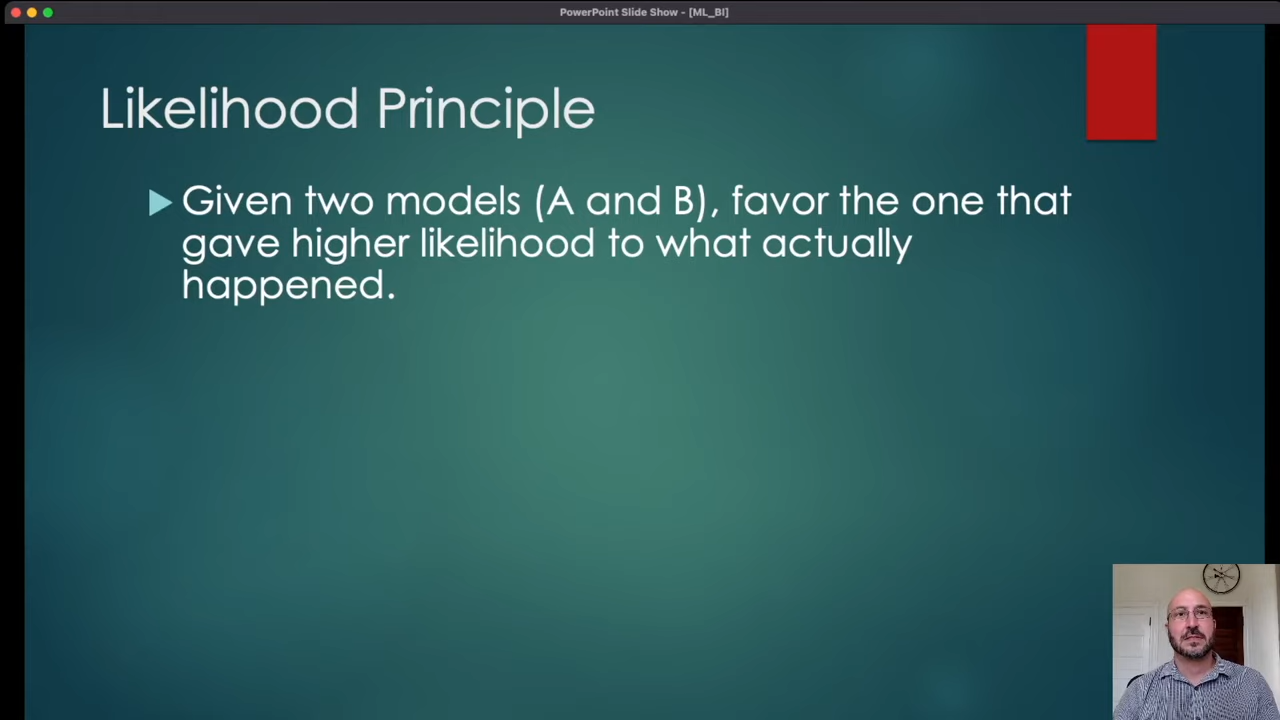 PowerPoint Slide Show - [ML_BI]
Likelihood Principle
Given two models (A and B), favor the one that
gave higher likelihood to what actually
happened.